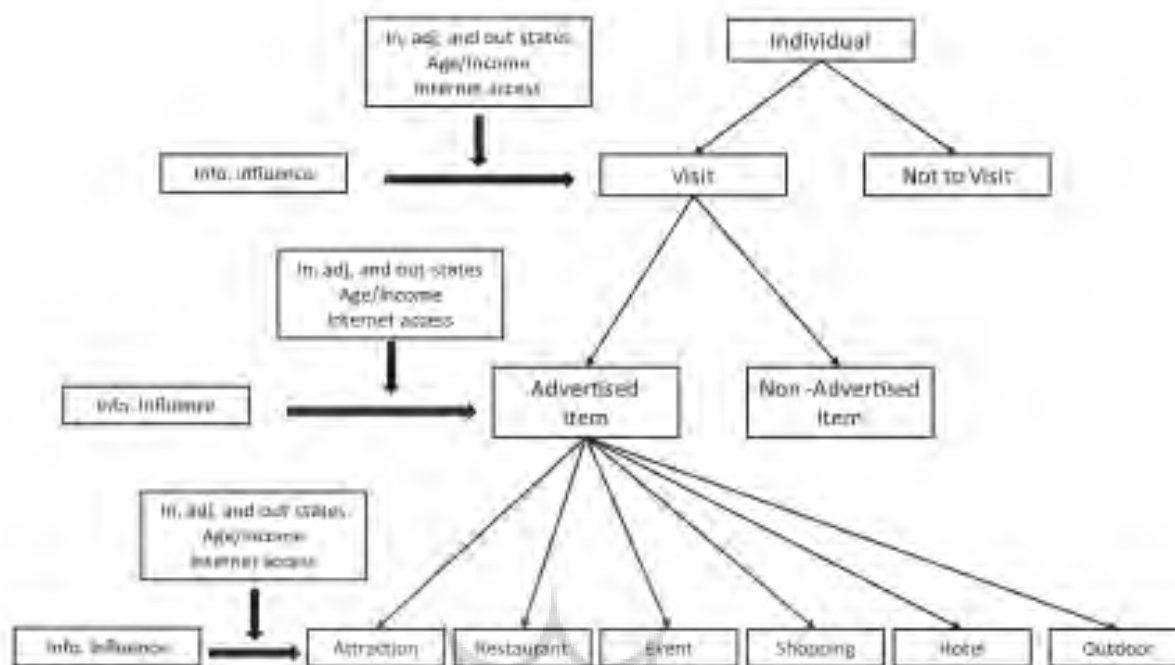 In, adj, and out states
Age/Income
Internet access
Individual
Info. Influence
Visit
Not to Visit
In, adj, and out-states
Age/Income
Internet access
Info. Influence
Advertised
Item
Non -Advertised
Item
In, adj, and out states
Age/Income
Internet access
Info. Influence
Attraction
Restaurant
Event
Shopping
Hotel
Outdoor